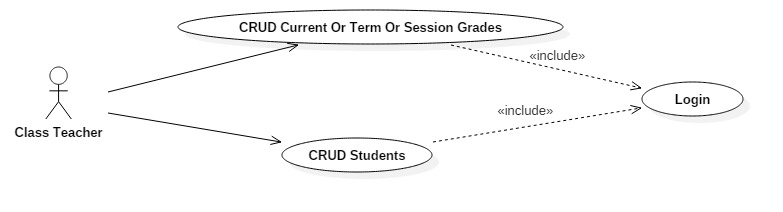 CRUD Current Or Term Or Session Grades
«include»
Login
«include»
Class Teacher
CRUD Students